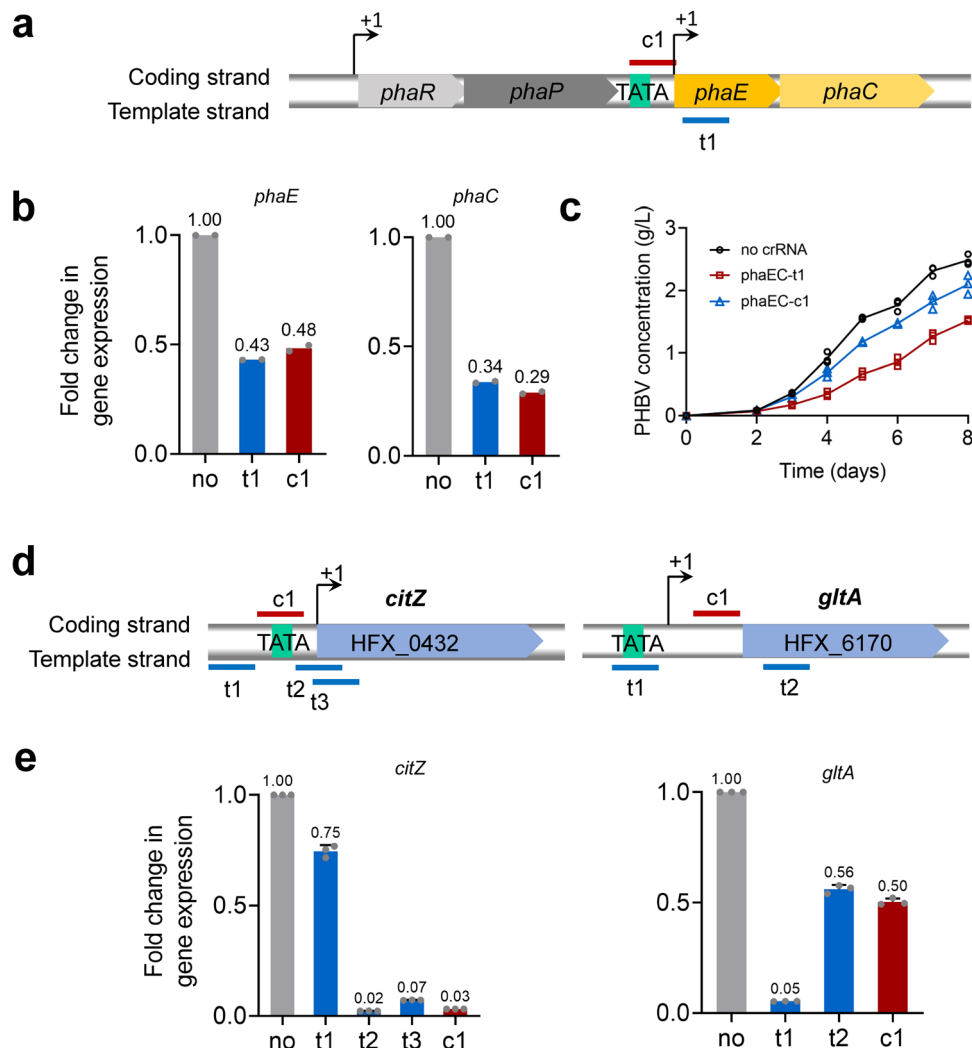 a
+1
c1
+1
Coding strand
phaR
phaP
TATA
phaE
phaC
Template strand
t1
b
phaE
phaC
c
Fold change in
gene expression
1.0
0.5
0.0
1.00
0.43
0.48
no
t1
c1
1.0
0.5
0.0
1.00
0.34
0.29
no
t1
c1
PHBV concentration (g/L)
3
2
1
0
no crRNA
phaEC-t1
phaEC-c1
0
2
4
6
8
Time (days)
d
c1
+1
citZ
+1
c1
gltA
Coding strand
TATA
HFX_0432
TATA
HFX_6170
Template strand
t1
t2
t3
t1
t2
e
citZ
gltA
Fold change in
gene expression
1.0
0.5
0.0
1.00
0.75
0.02
0.07
0.03
no
t1
t2
t3
c1
1.0
0.5
0.0
1.00
0.05
0.56
0.50
no
t1
t2
c1